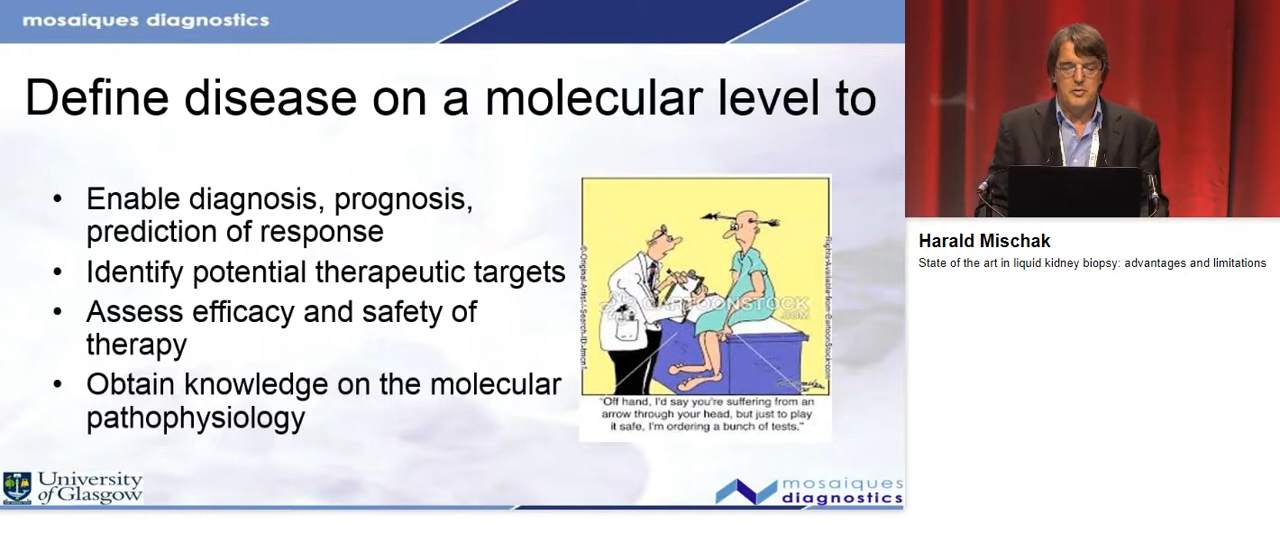 mosaiques diagnostics
Define disease on a molecular level to
• Enable diagnosis, prognosis,
prediction of response
• Identify potential therapeutic targets
• Assess efficacy and safety of
therapy
• Obtain knowledge on the molecular
pathophysiology
CARTOONSTOCK
.COM
"Off hand, I'd say you're suffering from an
arrow through your head, but just to play
it safe, I'm ordering a bunch of tests."
University
of Glasgow
mosaiques
diagnostics
Harald Mischak
State of the art in liquid kidney biopsy: advantages and limitations